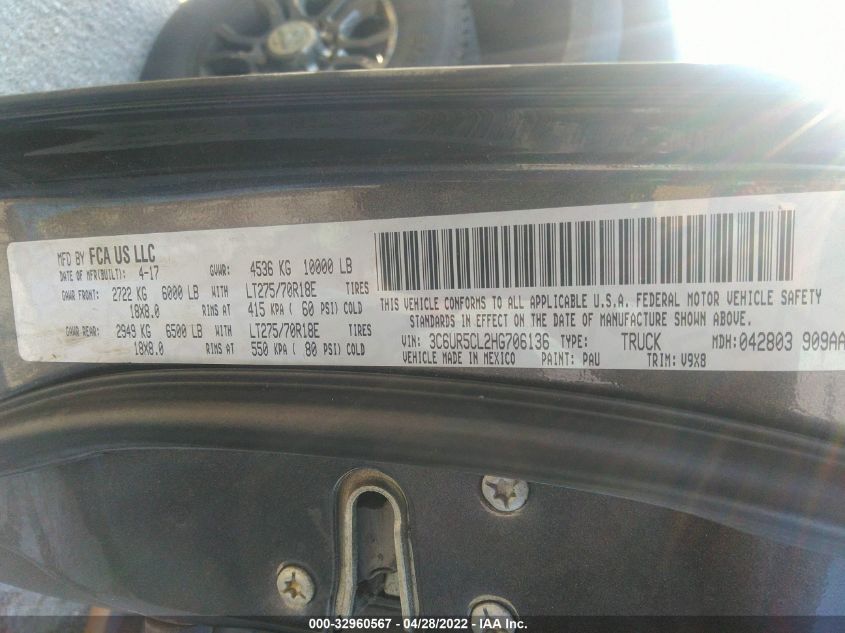 MFD BY FCA US LLC
DATE OF MFR(BUILT): 4-17 GVWR: 4536 KG 10000 LB
GAWR FRONT: 2722 KG 6000 LB WITH LT275/70R18E TIRES
18X8.0 RIMS AT 415 KPA ( 60 PSI) COLD
GAWR REAR: 2949 KG 6500 LB WITH LT275/70R18E TIRES
18X8.0 RIMS AT 550 KPA ( 80 PSI) COLD
THIS VEHICLE CONFORMS TO ALL APPLICABLE U.S.A. FEDERAL MOTOR VEHICLE SAFETY
STANDARDS IN EFFECT ON THE DATE OF MANUFACTURE SHOWN ABOVE.
VIN: 3C6UR5CL2HG706136 TYPE: TRUCK MDH: 042803 909AA
VEHICLE MADE IN MEXICO PAINT: PAU TRIM: V9X8
000-32960567 / 04/28/2022 - IAA Inc.